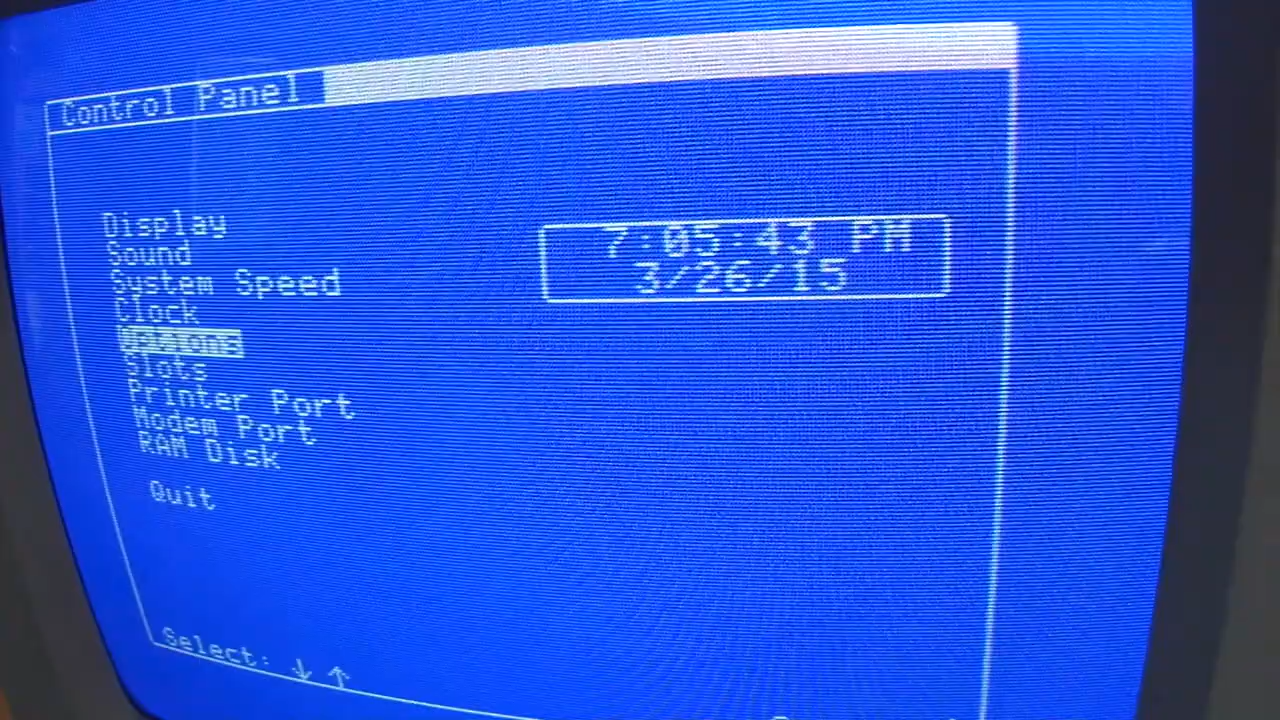 Control Panel
Display
Sound
System Speed
Clock
Options
Slots
Printer Port
Modem Port
RAM Disk
Quit
7:05:43 PM
3/26/15
Select: ↓ ↑